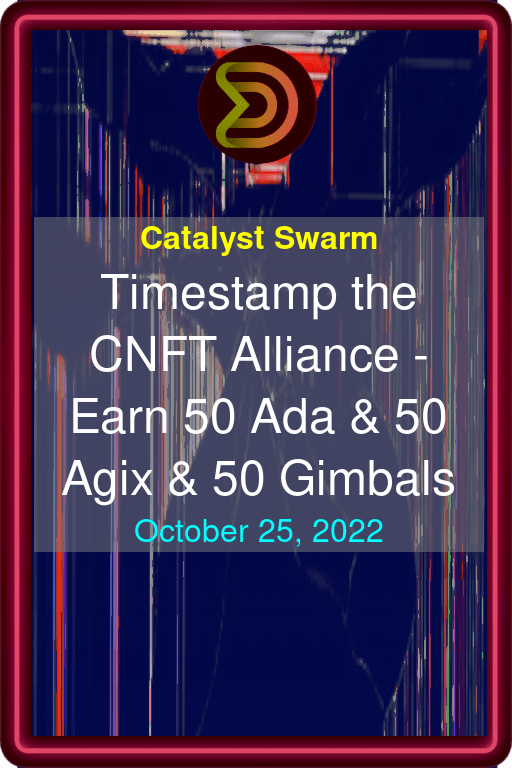 Catalyst Swarm
Timestamp the
CNFT Alliance -
Earn 50 Ada & 50
Agix & 50 Gimbals
October 25, 2022